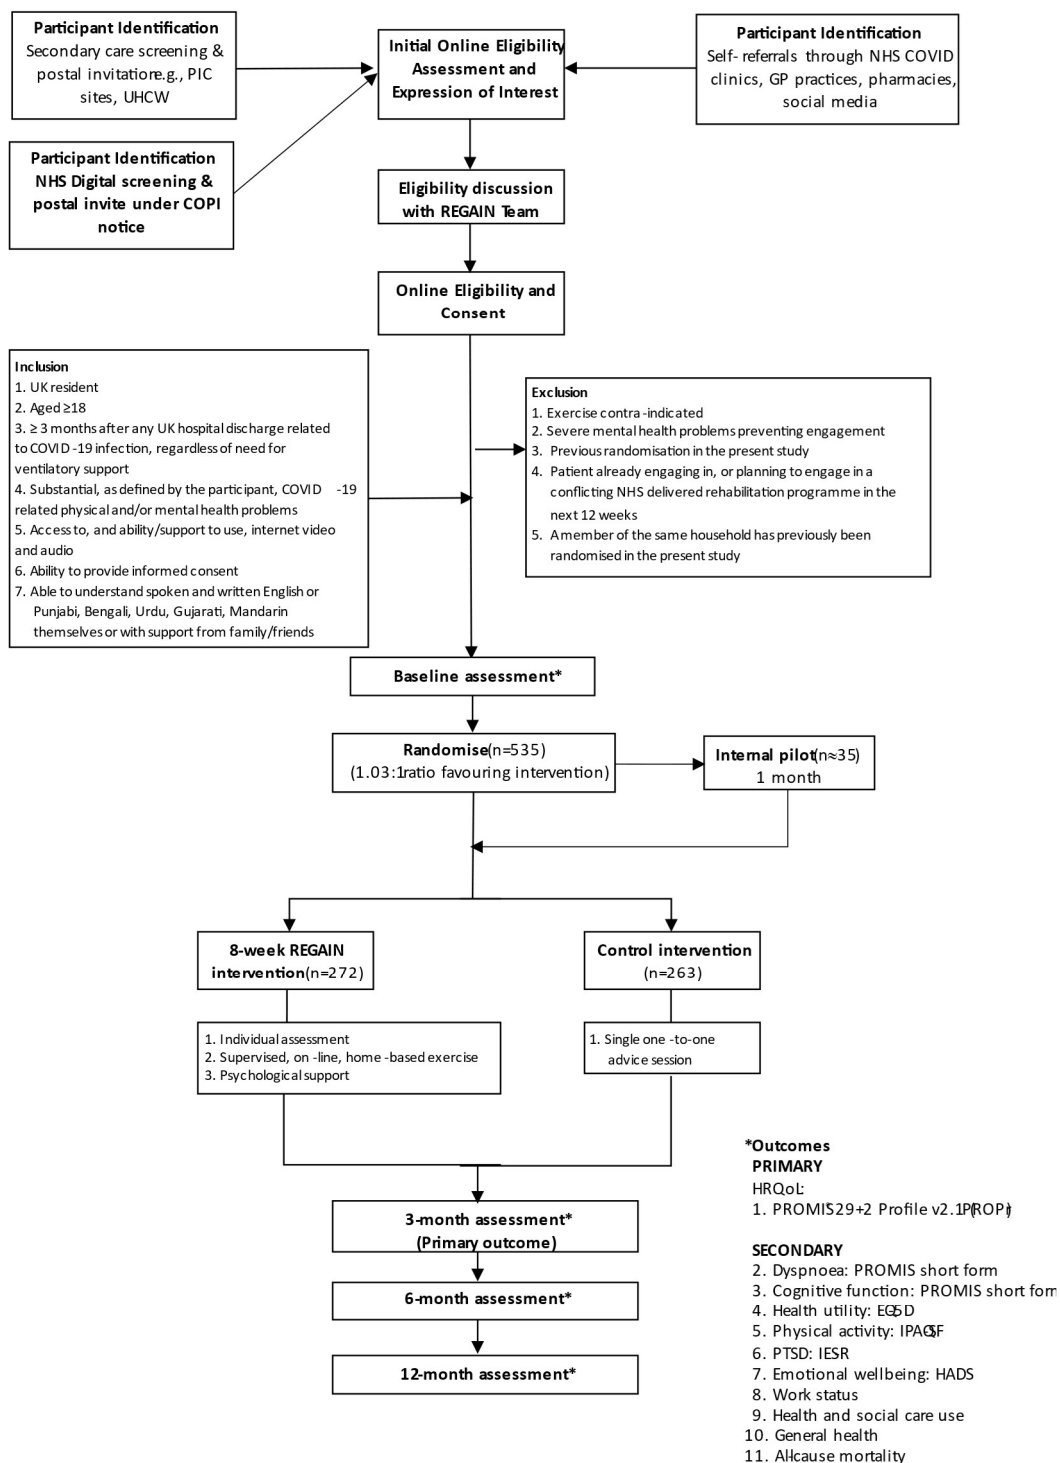 Participant Identification
Secondary care screening &
postal invitation e.g., PIC
sites, UHCW
Initial Online Eligibility
Assessment and
Expression of Interest
Participant Identification
Self- referrals through NHS COVID
clinics, GP practices, pharmacies,
social media
Participant Identification
NHS Digital screening &
postal invite under COPI
notice
Eligibility discussion
with REGAIN Team
Online Eligibility and
Consent
Inclusion
1. UK resident
2. Aged ≥18
3. ≥ 3 months after any UK hospital discharge related
to COVID -19 infection, regardless of need for
ventilatory support
4. Substantial, as defined by the participant, COVID -19
related physical and/or mental health problems
5. Access to, and ability/support to use, internet video
and audio
6. Ability to provide informed consent
7. Able to understand spoken and written English or
Punjabi, Bengali, Urdu, Gujarati, Mandarin
themselves or with support from family/friends
Exclusion
1. Exercise contra -indicated
2. Severe mental health problems preventing engagement
3. Previous randomisation in the present study
4. Patient already engaging in, or planning to engage in a
conflicting NHS delivered rehabilitation programme in the
next 12 weeks
5. A member of the same household has previously been
randomised in the present study
Baseline assessment*
Randomise (n=535)
(1.03:1 ratio favouring intervention)
Internal pilot (n≈35)
1 month
8-week REGAIN
intervention (n=272)
Control intervention
(n=263)
1. Individual assessment
2. Supervised, on -line, home -based exercise
3. Psychological support
1. Single one -to-one
advice session
3-month assessment*
(Primary outcome)
6-month assessment*
12-month assessment*
*Outcomes
PRIMARY
HRQoL:
1. PROMIS 29+2 Profile v2.1 (PROPr)
SECONDARY
2. Dyspnoea: PROMIS short form
3. Cognitive function: PROMIS short form
4. Health utility: EQ5D
5. Physical activity: IPAQ-SF
6. PTSD: IESR
7. Emotional wellbeing: HADS
8. Work status
9. Health and social care use
10. General health
11. All-cause mortality